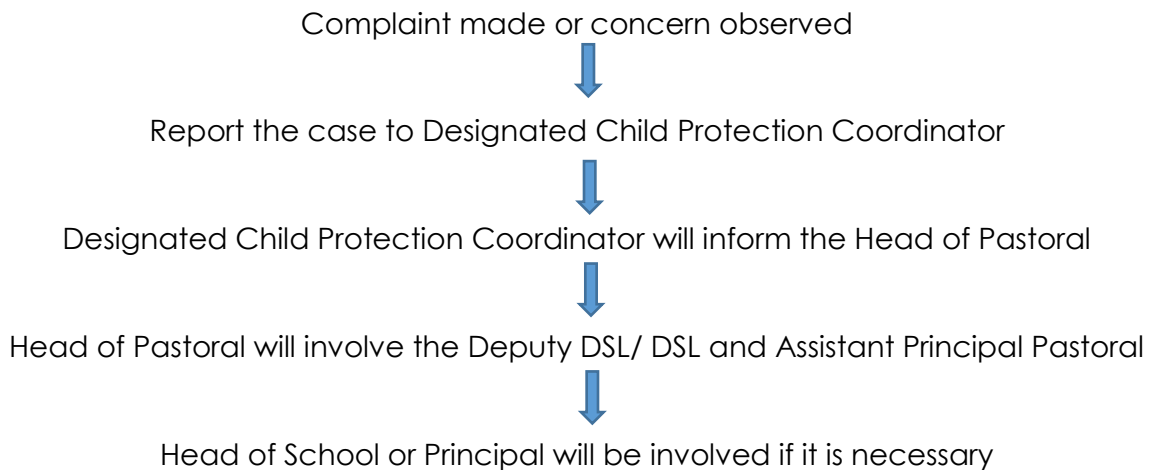 Complaint made or concern observed
Report the case to Designated Child Protection Coordinator
Designated Child Protection Coordinator will inform the Head of Pastoral
Head of Pastoral will involve the Deputy DSL/ DSL and Assistant Principal Pastoral
Head of School or Principal will be involved if it is necessary